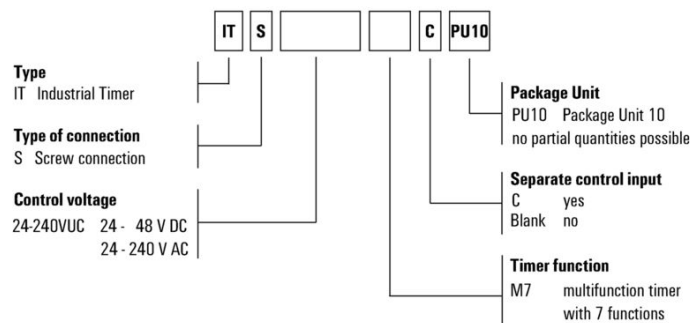 IT S C PU10
Type
IT Industrial Timer
Type of connection
S Screw connection
Control voltage
24-240VUC 24 - 48 V DC
24 - 240 V AC
Package Unit
PU10 Package Unit 10
no partial quantities possible
Separate control input
C yes
Blank no
Timer function
M7 multifunction timer
with 7 functions